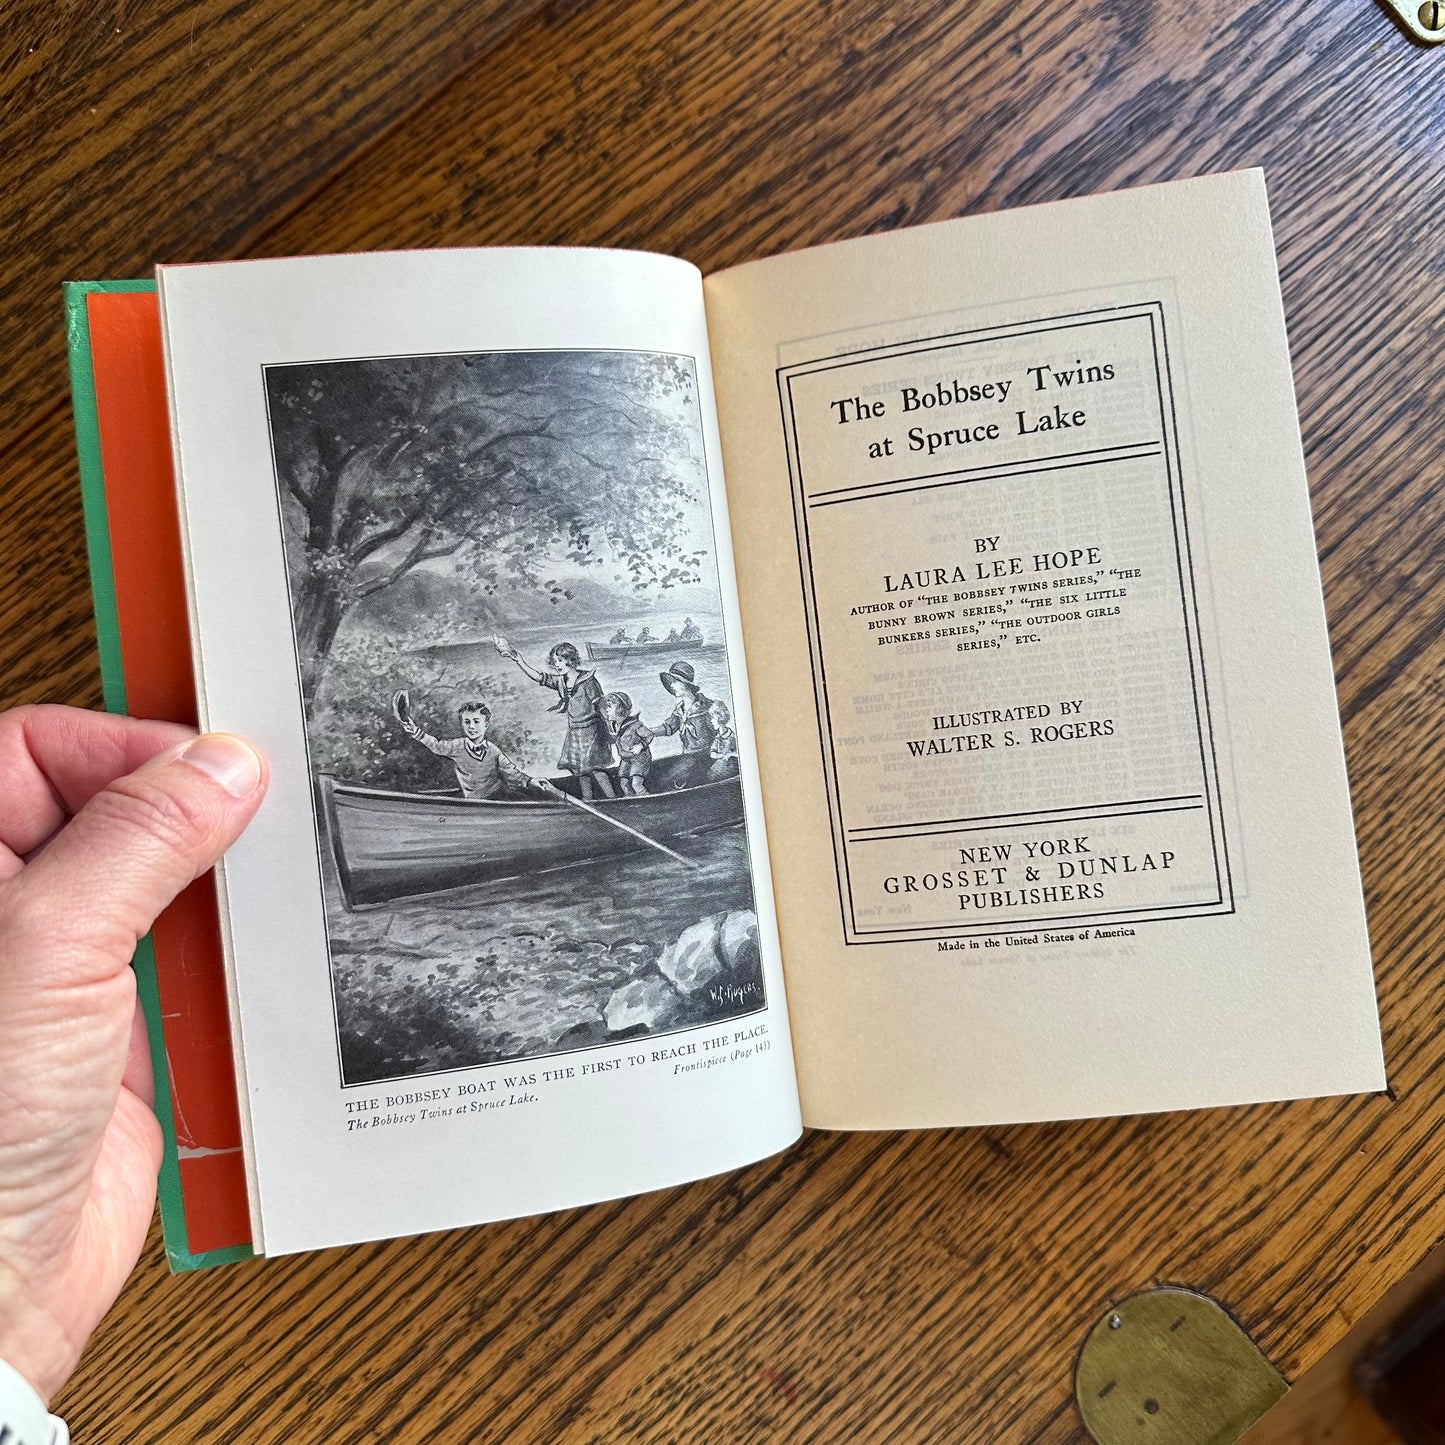 W.S. ROGERS.
THE BOBBSEY BOAT WAS THE FIRST TO REACH THE PLACE.
The Bobbsey Twins at Spruce Lake.
Frontispiece (Page 145)
The Bobbsey Twins
at Spruce Lake
BY
LAURA LEE HOPE
AUTHOR OF "THE BOBBSEY TWINS SERIES," "THE
BUNNY BROWN SERIES," "THE SIX LITTLE
BUNKERS SERIES," "THE OUTDOOR GIRLS
SERIES," ETC.
ILLUSTRATED BY
WALTER S. ROGERS
NEW YORK
GROSSET & DUNLAP
PUBLISHERS
Made in the United States of America